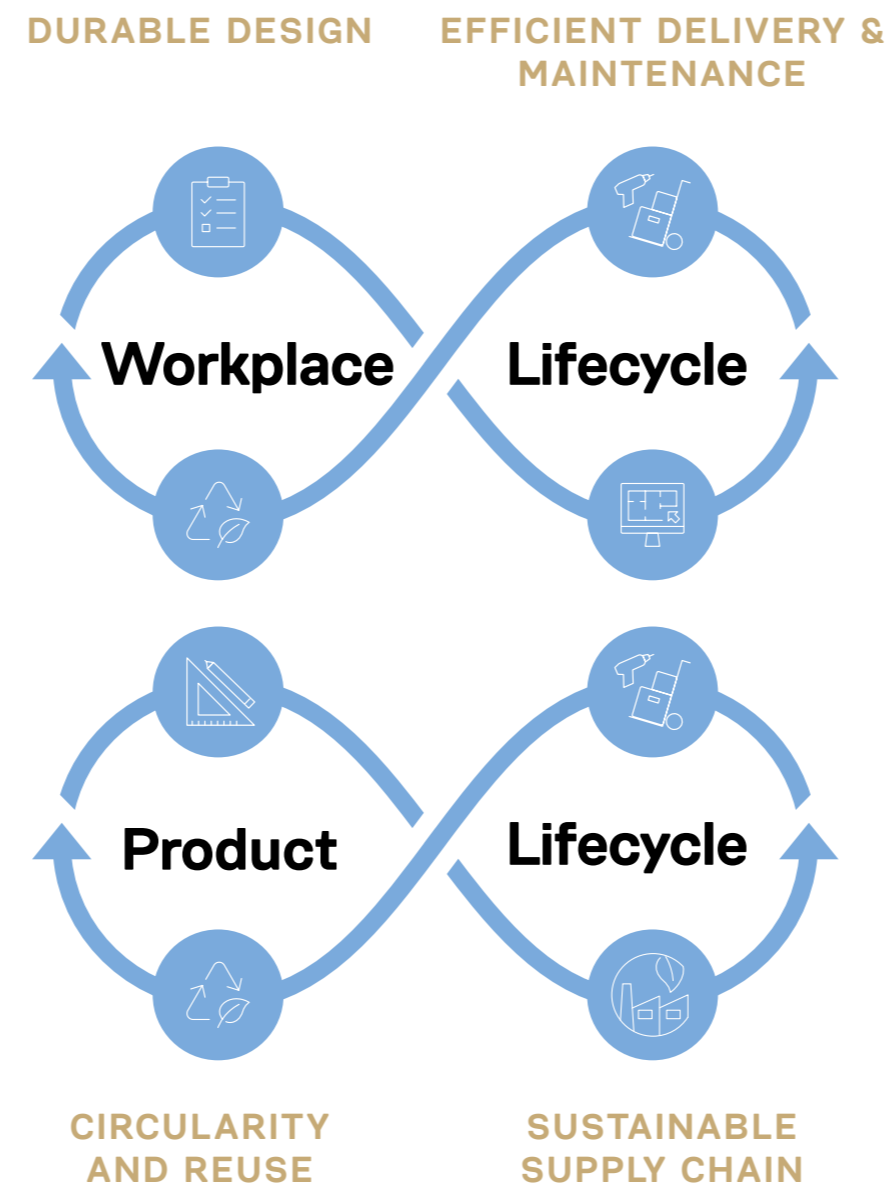 DURABLE DESIGN
EFFICIENT DELIVERY &
MAINTENANCE
Workplace Lifecycle
Product Lifecycle
CIRCULARITY
AND REUSE
SUSTAINABLE
SUPPLY CHAIN